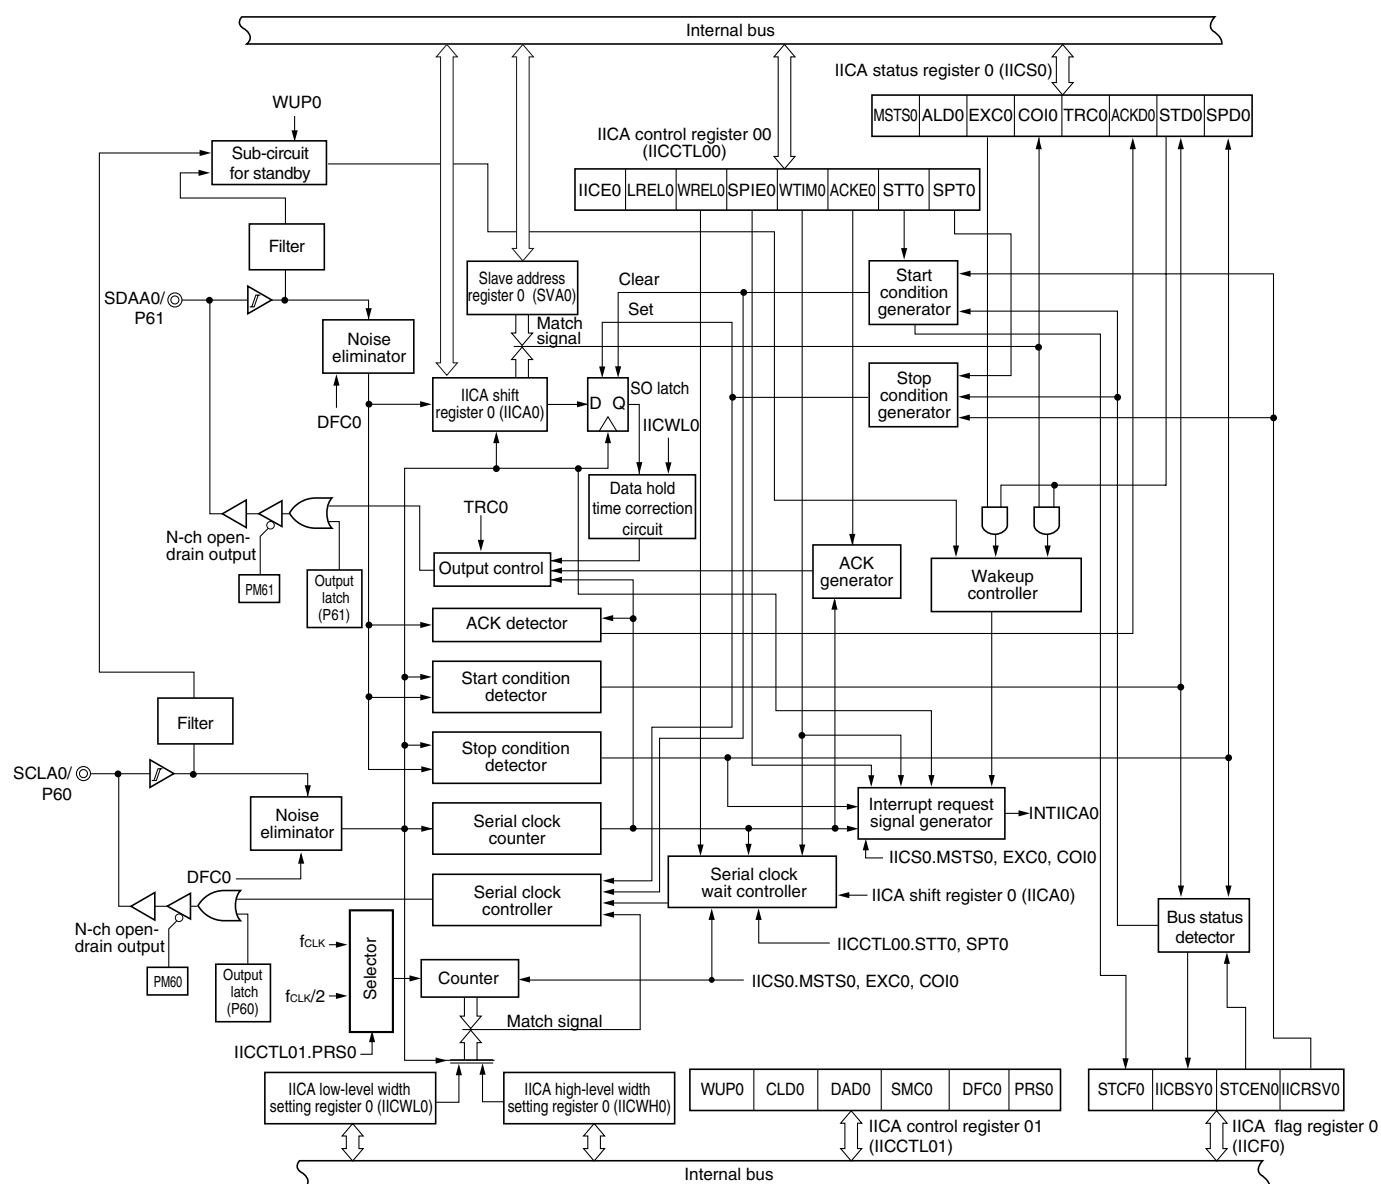 Internal bus
IICA status register 0 (IICS0)
MSTS0 ALD0 EXC0 COI0 TRC0 ACKD0 STD0 SPD0
WUP0
Sub-circuit
for standby
IICA control register 00
(IICCTL00)
IICE0 LREL0 WREL0 SPIE0 WTIM0 ACKE0 STT0 SPT0
Filter
Slave address
register 0 (SVA0)
Clear
Start
condition
generator
SDAA0/
P61
Set
Noise
eliminator
Match
signal
DFC0
IICA shift
register 0 (IICA0)
D Q
SO latch
Stop
condition
generator
IICWL0
Data hold
time correction
circuit
TRC0
N-ch open-
drain output
PM61
Output
latch
(P61)
Output control
ACK
generator
Wakeup
controller
ACK detector
Start condition
detector
Filter
Stop condition
detector
SCLA0/
P60
Noise
eliminator
Serial clock
counter
Interrupt request
signal generator
INTIICA0
IICS0.MSTS0, EXC0, COI0
DFC0
Serial clock
wait controller
IICA shift register 0 (IICA0)
Serial clock
controller
N-ch open-
drain output
PM60
Output
latch
(P60)
fCLK
fCLK/2
Selector
IICCTL01.PRS0
Bus status
detector
IICCTL00.STT0, SPT0
Counter
IICS0.MSTS0, EXC0, COI0
Match signal
IICA low-level width
setting register 0 (IICWL0)
IICA high-level width
setting register 0 (IICWH0)
WUP0 CLD0 DAD0 SMC0 DFC0 PRS0
STCF0 IICBSY0 STCEN0 IICRSV0
IICA control register 01
(IICCTL01)
IICA flag register 0
(IICF0)
Internal bus